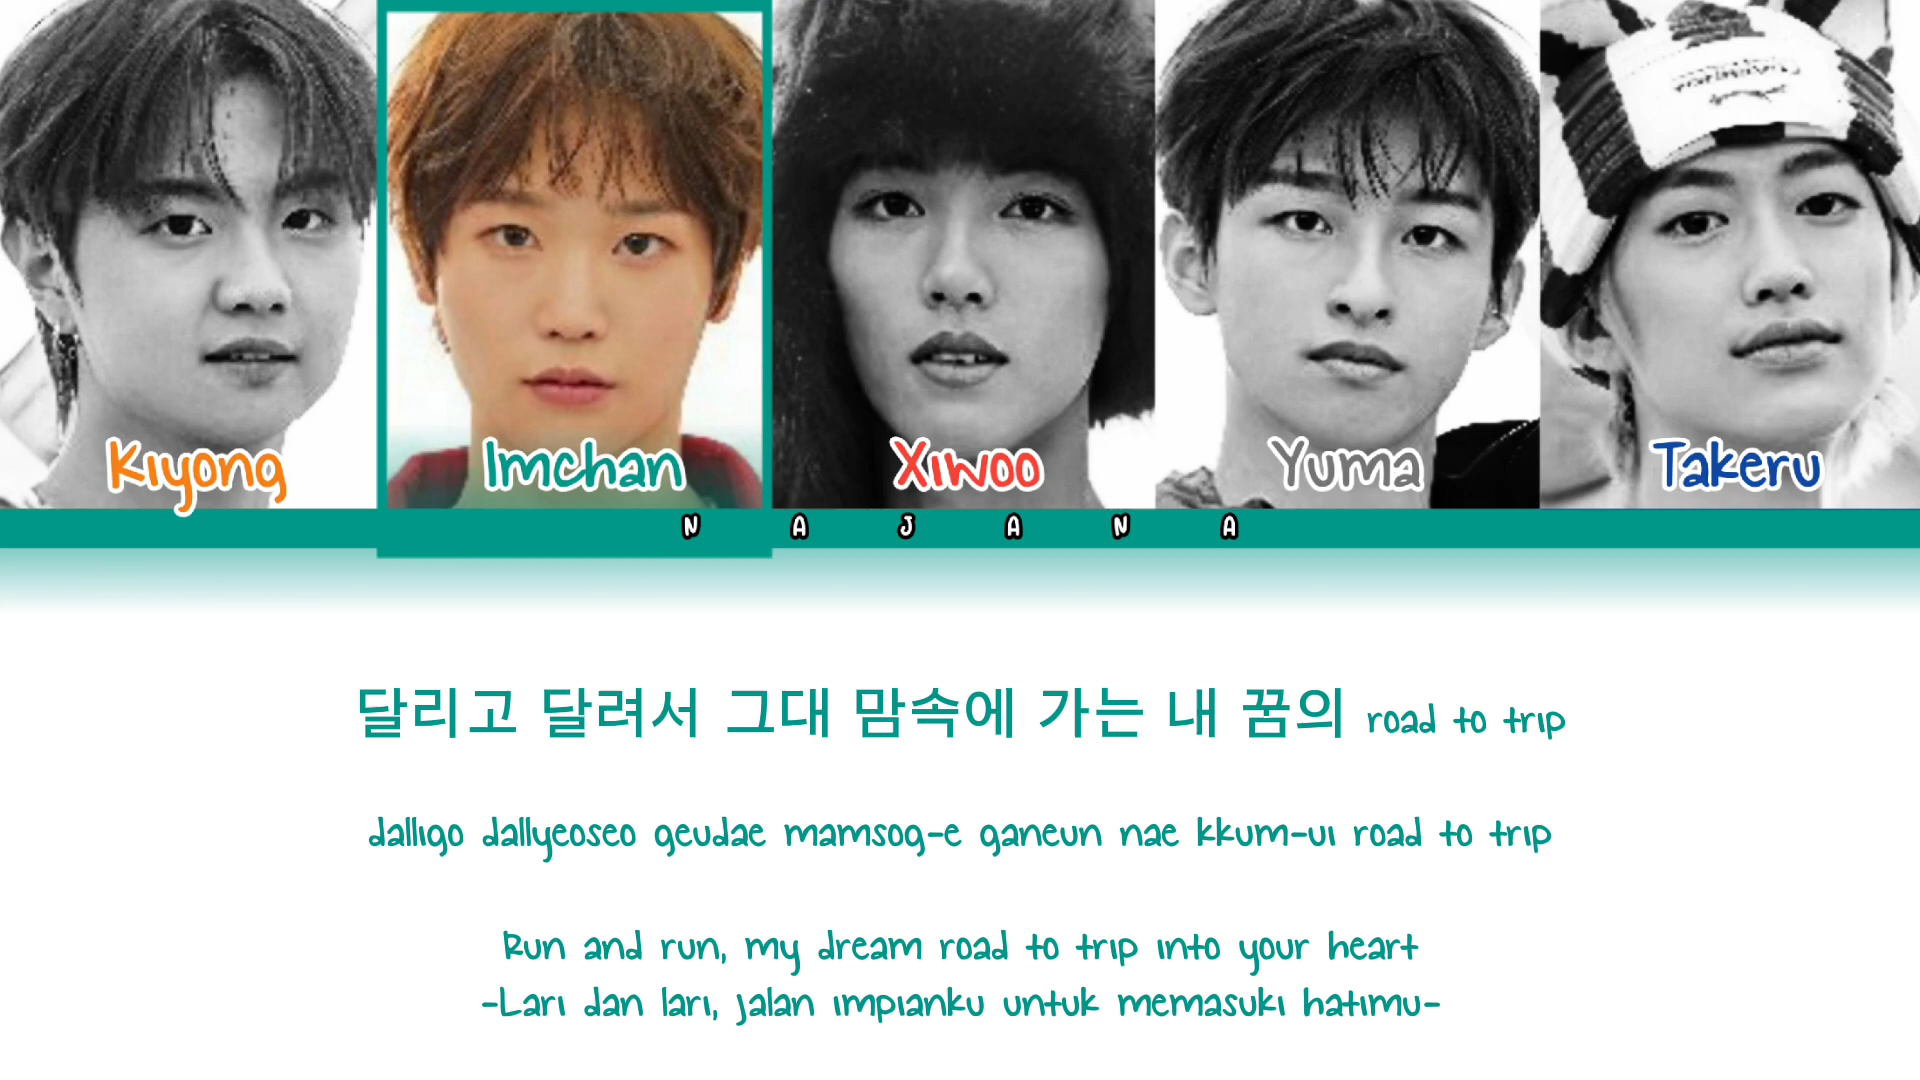 Kiyong
Imchan
Xiwoo
Yuma
Takeru
NAJANA
달리고 달려서 그대 맘속에 가는 내 꿈의 road to trip
dalligo dallyeoseo geudae mamsog-e ganeun nae kkum-ui road to trip
Run and run, my dream road to trip into your heart
-Lari dan lari, jalan impianku untuk memasuki hatimu-